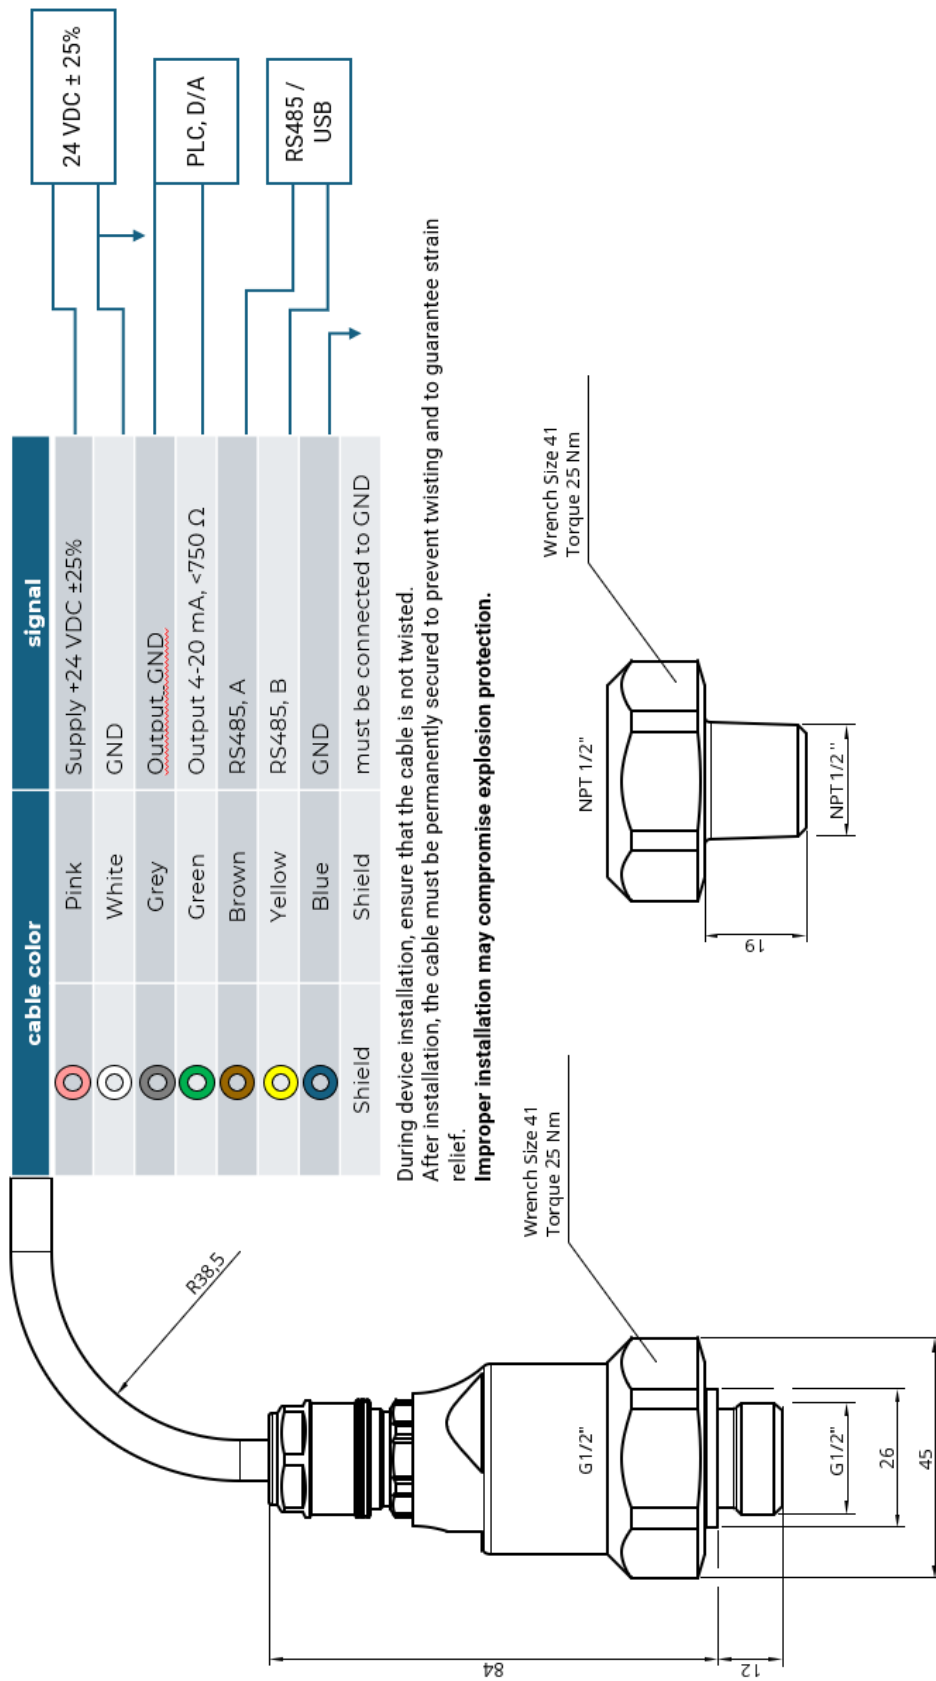 cable color signal
Pink Supply +24 VDC ±25%
White GND
Grey Output GND
Green Output 4-20 mA, <750 Ω
Brown RS485, A
Yellow RS485, B
Blue GND
Shield Shield must be connected to GND
24 VDC ± 25%
PLC, D/A
RS485 /
USB
During device installation, ensure that the cable is not twisted.
After installation, the cable must be permanently secured to prevent twisting and to guarantee strain
relief.
Improper installation may compromise explosion protection.
R38,5
Wrench Size 41
Torque 25 Nm
G1/2"
G1/2"
26
45
84
12
Wrench Size 41
Torque 25 Nm
NPT 1/2"
NPT 1/2"
19